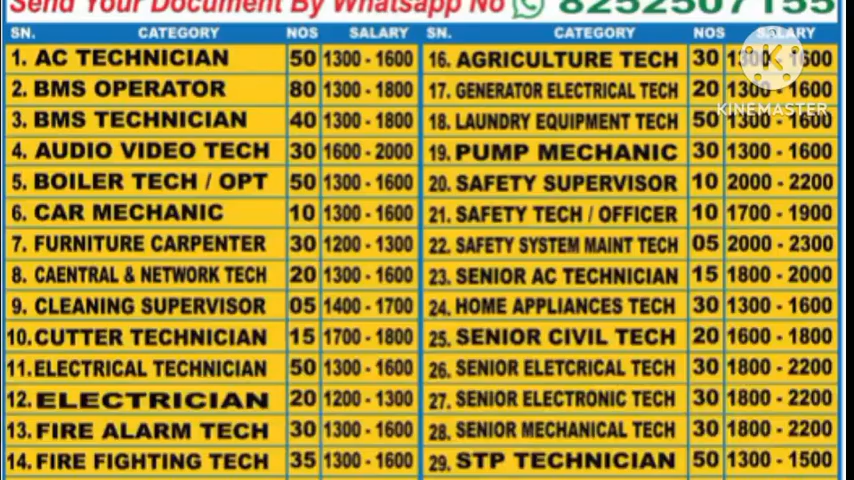 Send Your Document By Whatsapp No 8252507155
SN. CATEGORY NOS SALARY SN. CATEGORY NOS SALARY
1. AC TECHNICIAN 50 1300 - 1600 16. AGRICULTURE TECH 30 1300 - 1600
2. BMS OPERATOR 80 1300 - 1800 17. GENERATOR ELECTRICAL TECH 20 1300 - 1600
3. BMS TECHNICIAN 40 1300 - 1800 18. LAUNDRY EQUIPMENT TECH 50 1300 - 1600
4. AUDIO VIDEO TECH 30 1600 - 2000 19. PUMP MECHANIC 30 1300 - 1600
5. BOILER TECH / OPT 50 1300 - 1600 20. SAFETY SUPERVISOR 10 2000 - 2200
6. CAR MECHANIC 10 1300 - 1600 21. SAFETY TECH / OFFICER 10 1700 - 1900
7. FURNITURE CARPENTER 30 1200 - 1300 22. SAFETY SYSTEM MAINT TECH 05 2000 - 2300
8. CAENTRAL & NETWORK TECH 20 1300 - 1600 23. SENIOR AC TECHNICIAN 15 1800 - 2000
9. CLEANING SUPERVISOR 05 1400 - 1700 24. HOME APPLIANCES TECH 30 1300 - 1600
10. CUTTER TECHNICIAN 15 1700 - 1800 25. SENIOR CIVIL TECH 20 1600 - 1800
11. ELECTRICAL TECHNICIAN 50 1300 - 1600 26. SENIOR ELETCRICAL TECH 30 1800 - 2200
12. ELECTRICIAN 20 1200 - 1300 27. SENIOR ELECTRONIC TECH 30 1800 - 2200
13. FIRE ALARM TECH 30 1300 - 1600 28. SENIOR MECHANICAL TECH 30 1800 - 2200
14. FIRE FIGHTING TECH 35 1300 - 1600 29. STP TECHNICIAN 50 1300 - 1500
K
KINEMASTER